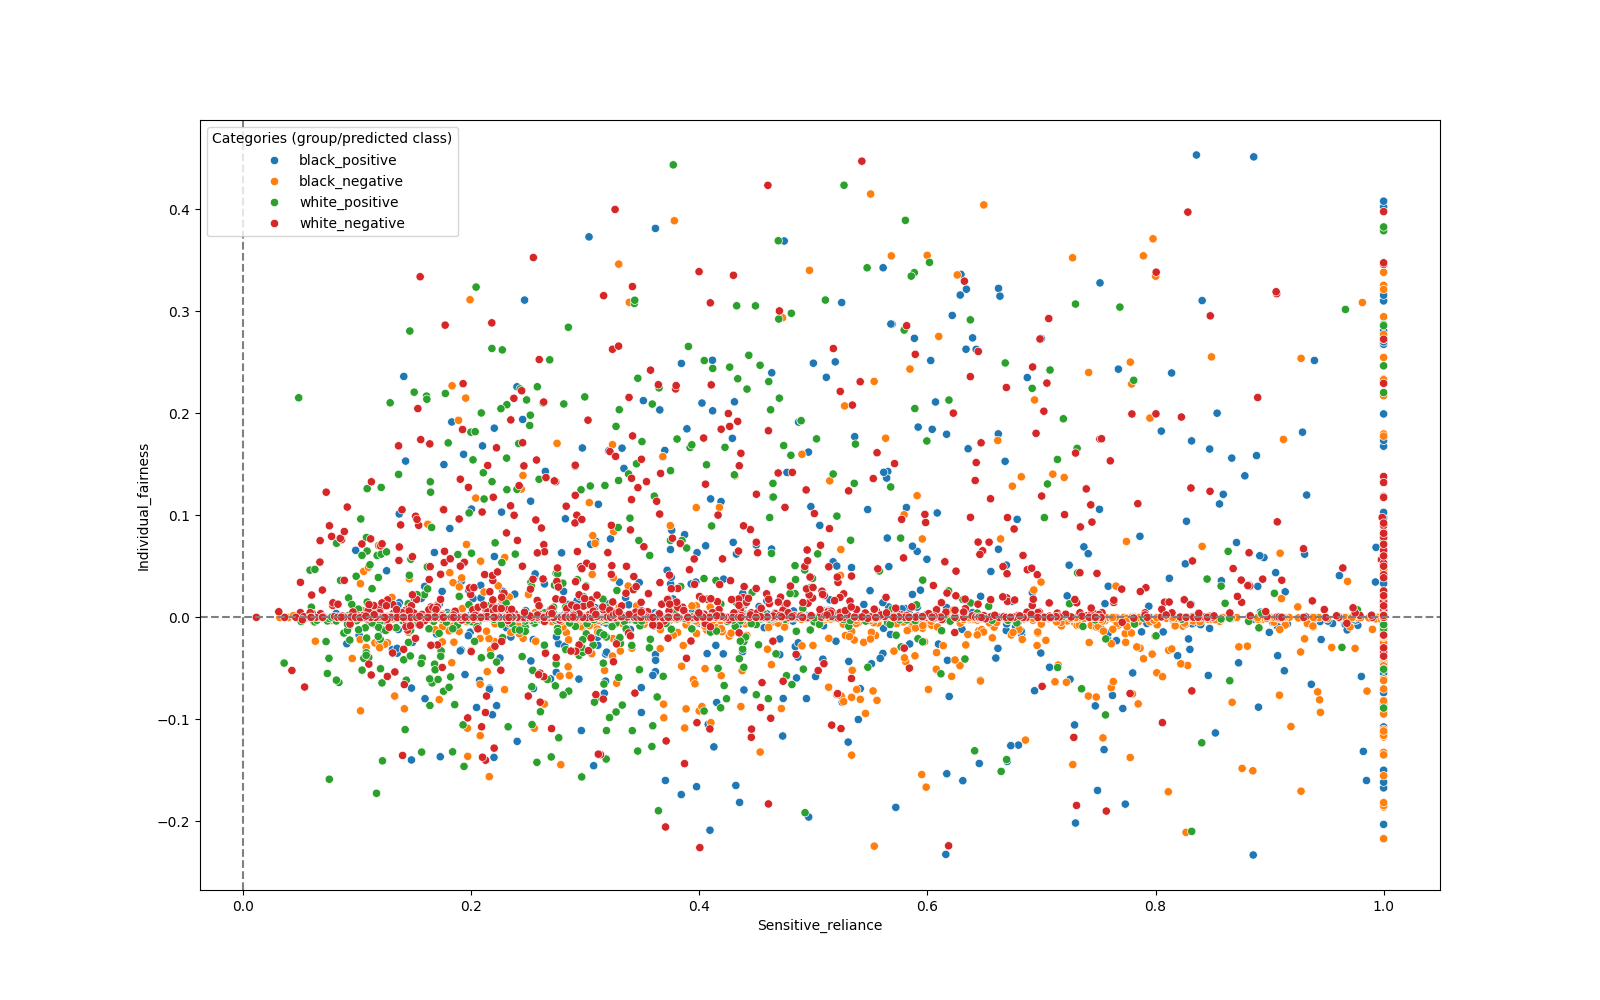 Categories (group/predicted class)
black_positive
black_negative
white_positive
white_negative
0.4
0.3
0.2
0.1
0.0
−0.1
−0.2
Individual_fairness
0.0 0.2 0.4 0.6 0.8 1.0
Sensitive_reliance